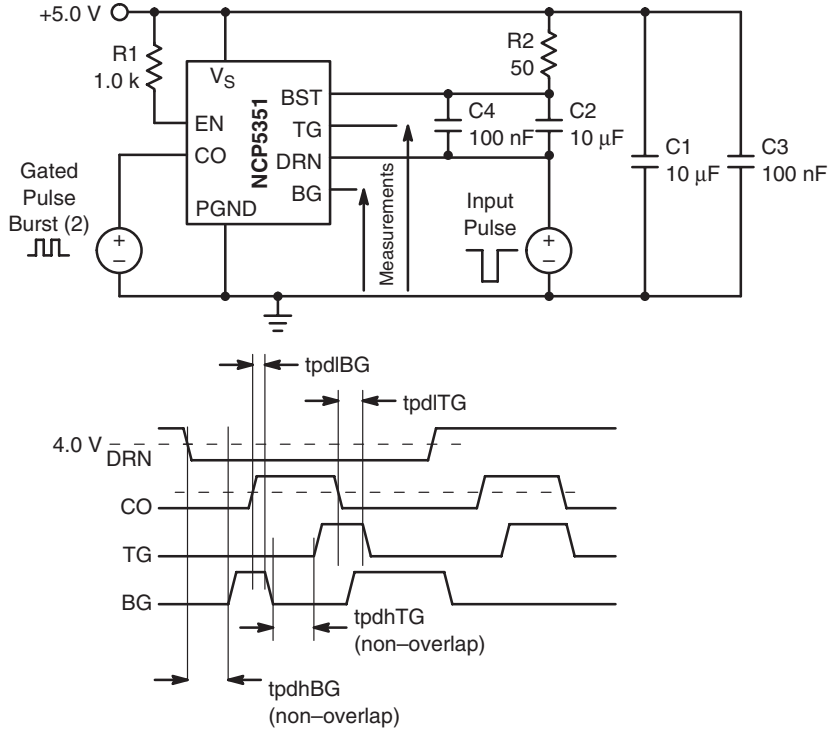 +5.0 V
R1
1.0 k
VS
EN
CO
PGND
NCP5351
BST
TG
DRN
BG
Measurements
R2
50
C4
100 nF
C2
10 μF
C1
10 μF
C3
100 nF
Gated
Pulse
Burst (2)
+
–
Input
Pulse
+
–
tpdlBG
tpdlTG
4.0 V
DRN
CO
TG
BG
tpdhTG
(non–overlap)
tpdhBG
(non–overlap)